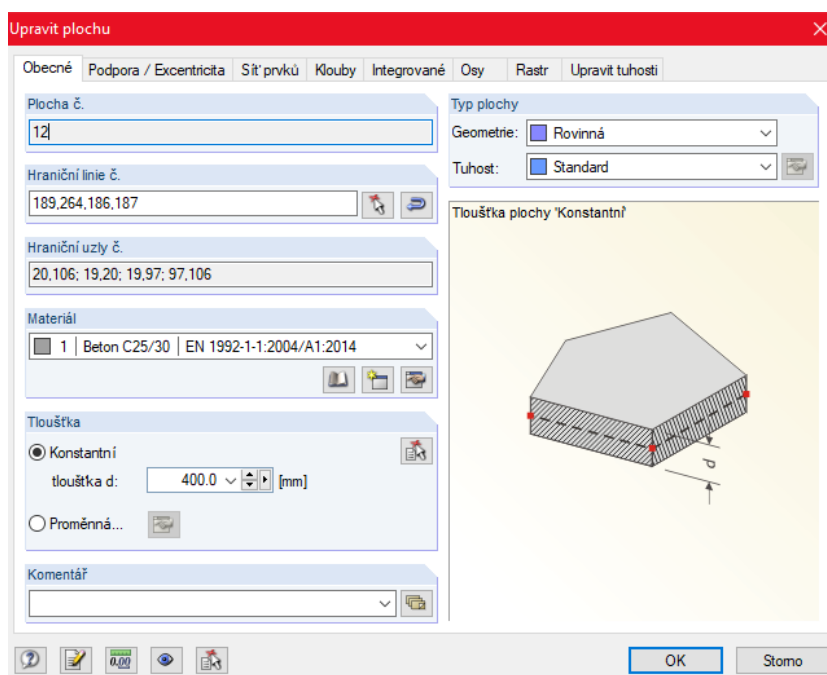 Upravit plochu
Obecné Podpora / Excentricita Síť prvků Klouby Integrované Osy Rastr Upravit tuhosti
Plocha č.
12
Hraniční linie č.
189,264,186,187
Hraniční uzly č.
20,106; 19,20; 19,97; 97,106
Materiál
1 Beton C25/30 EN 1992-1-1:2004/A1:2014
Tloušťka
Konstantní
tloušťka d: 400.0 [mm]
Proměnná...
Komentář
Typ plochy
Geometrie: Rovinná
Tuhost: Standard
Tloušťka plochy 'Konstantní'
d
0.00
OK Storno